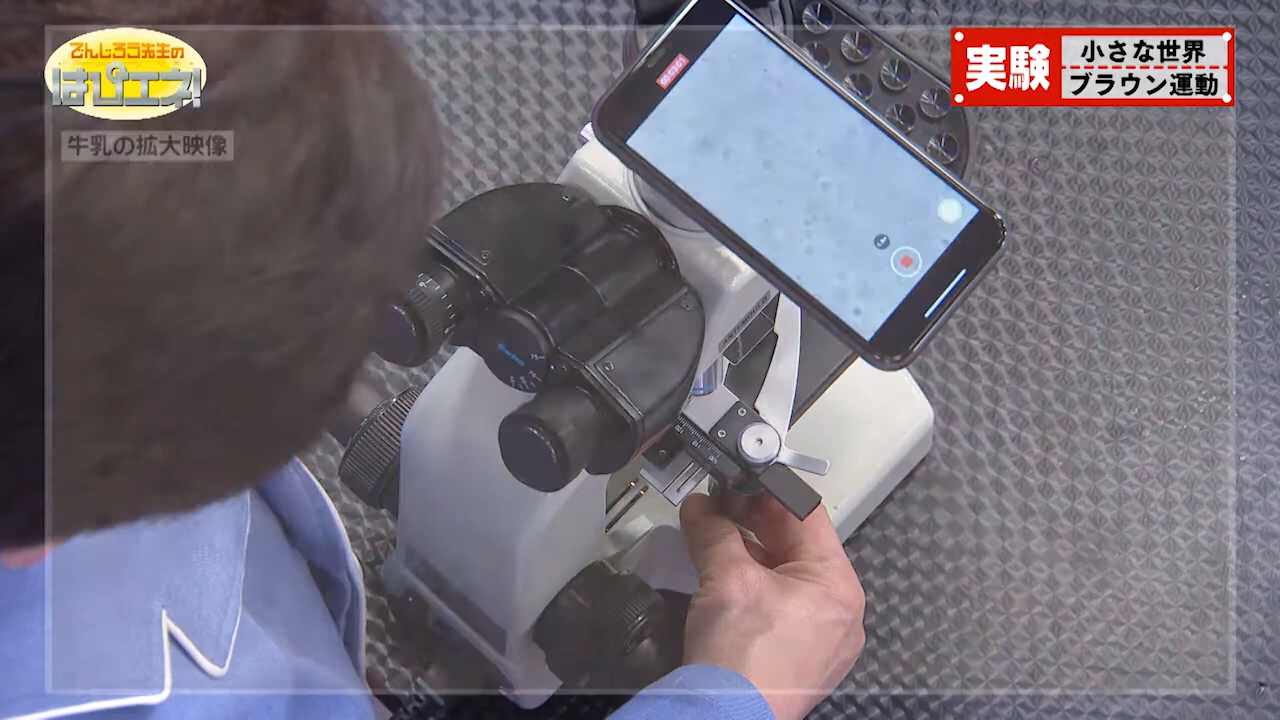 でんじろう先生の
はぴエネ!
牛乳の拡大映像
実験
小さな世界
ブラウン運動